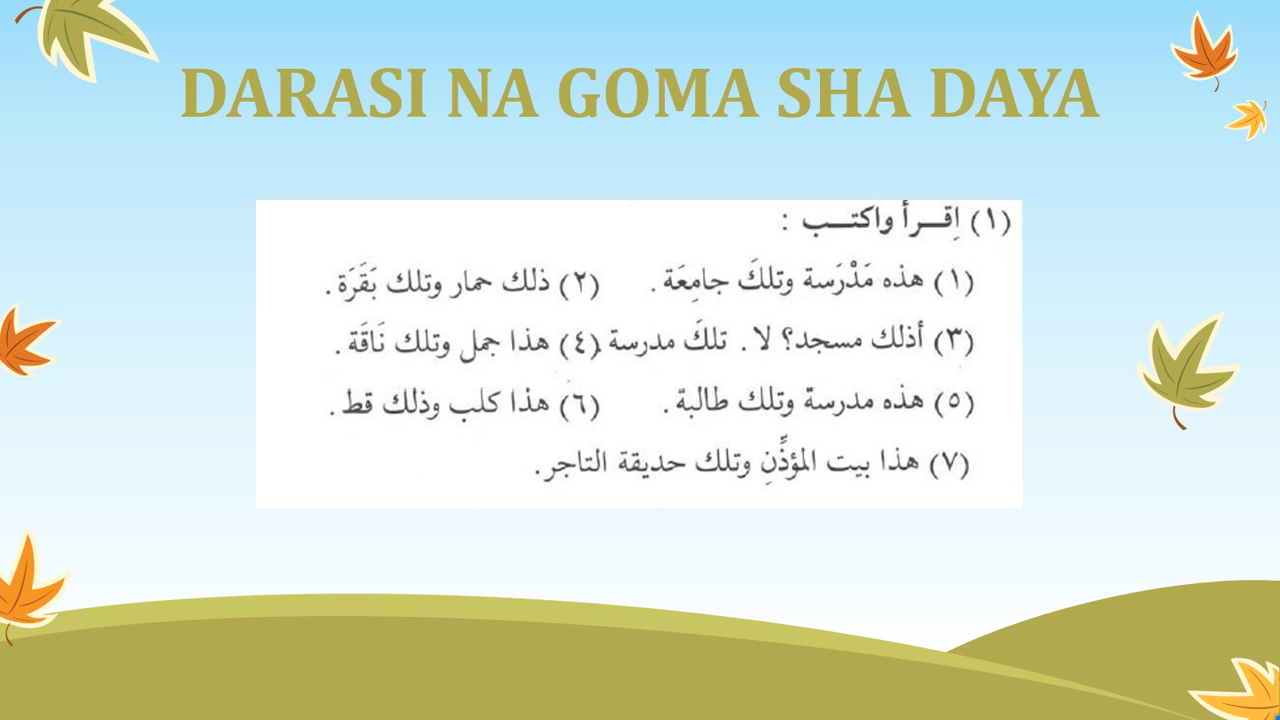 DARASI NA GOMA SHA DAYA
(١) اِقــرأ واكتــب :
(١) هذه مَدْرَسة وتلكَ جامِعَة . (٢) ذلك حمار وتلك بَقَرَة .
(٣) أذلك مسجد؟ لا . تلكَ مدرسة . (٤) هذا جمل وتلك نَاقَة .
(٥) هذه مدرسة وتلك طالبة . (٦) هذا كلب وذلك قط .
(٧) هذا بيت المؤذِّنِ وتلك حديقة التاجر .